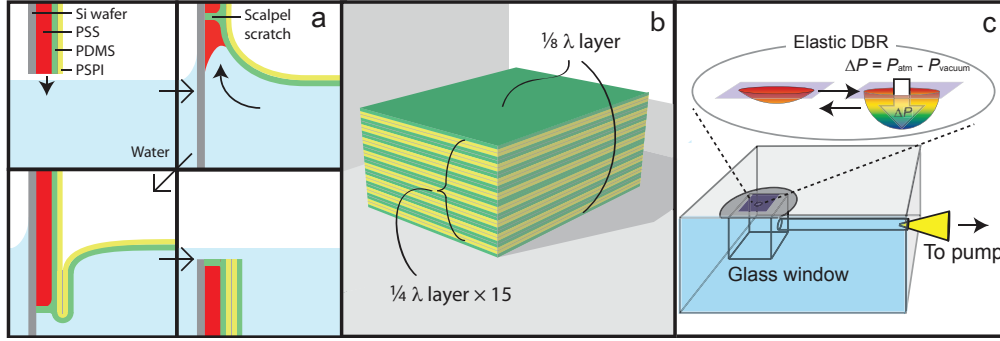 a
Si wafer
PSS
PDMS
PSPI
Scalpel
scratch
Water
b
⅛ λ layer
¼ λ layer × 15
c
Elastic DBR
ΔP = Patm - Pvacuum
ΔP
Glass window
To pump